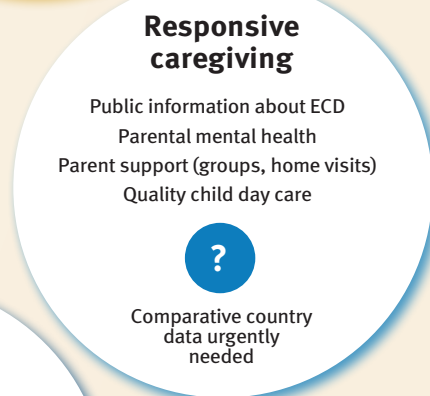 Responsive
caregiving
Public information about ECD
Parental mental health
Parent support (groups, home visits)
Quality child day care
?
Comparative country
data urgently
needed